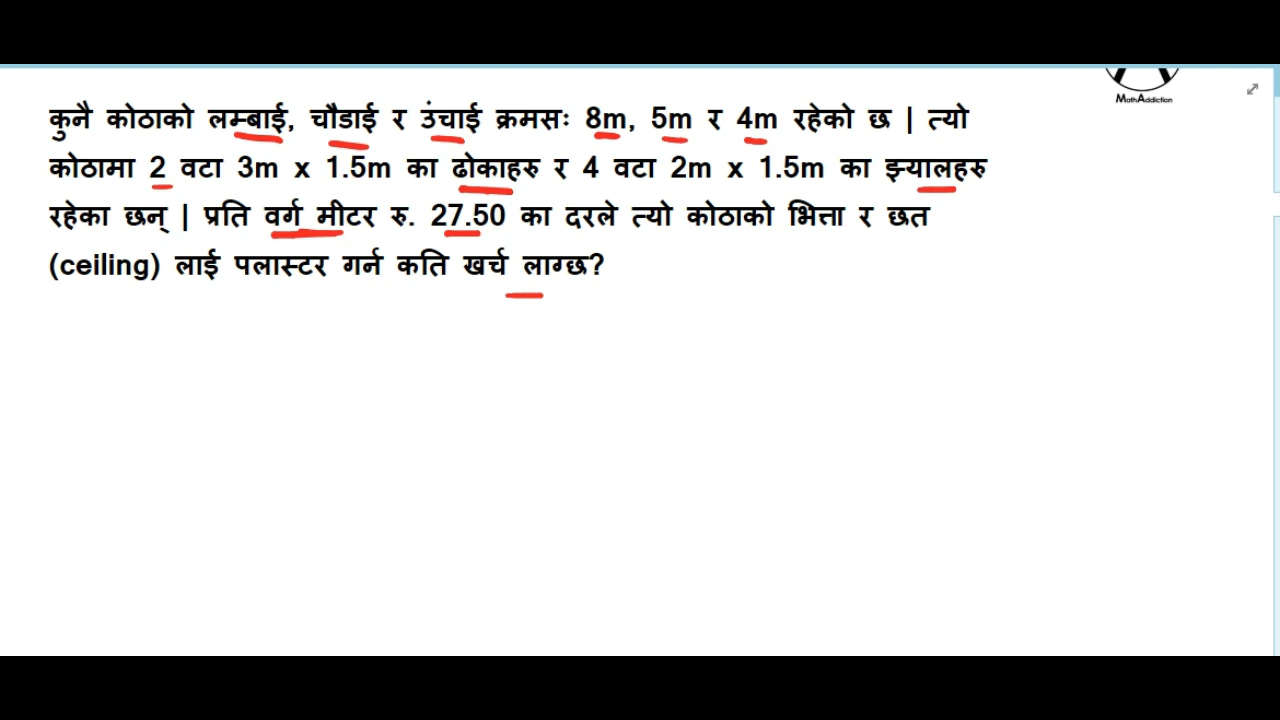 MathAddiction
कुनै कोठाको लम्बाई, चौडाई र उंचाई क्रमसः 8m, 5m र 4m रहेको छ | त्यो
कोठामा 2 वटा 3m x 1.5m का ढोकाहरु र 4 वटा 2m x 1.5m का झ्यालहरु
रहेका छन् | प्रति वर्ग मीटर रु. 27.50 का दरले त्यो कोठाको भित्ता र छत
(ceiling) लाई पलास्टर गर्न कति खर्च लाग्छ?